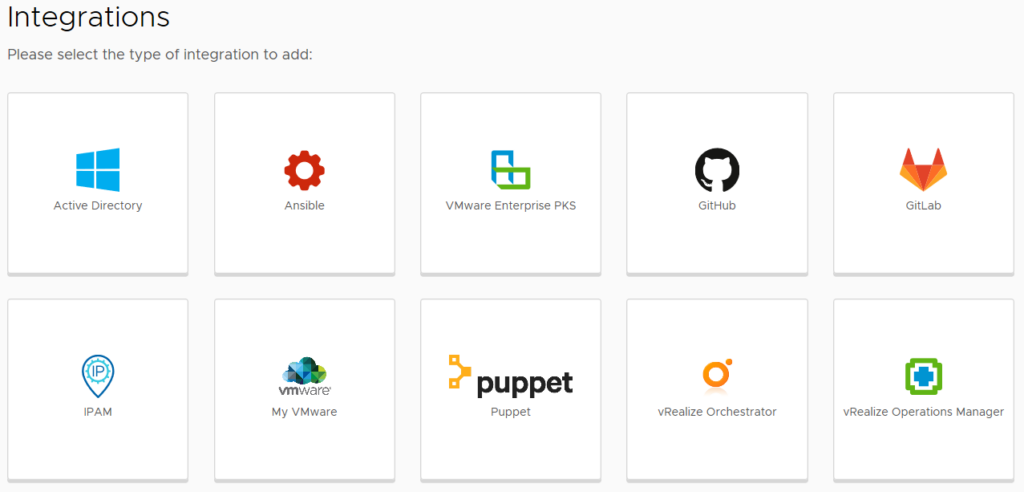 Integrations
Please select the type of integration to add:
Active Directory
Ansible
VMware Enterprise PKS
GitHub
GitLab
IP
IPAM
vmware
My VMware
puppet
Puppet
vRealize Orchestrator
vRealize Operations Manager